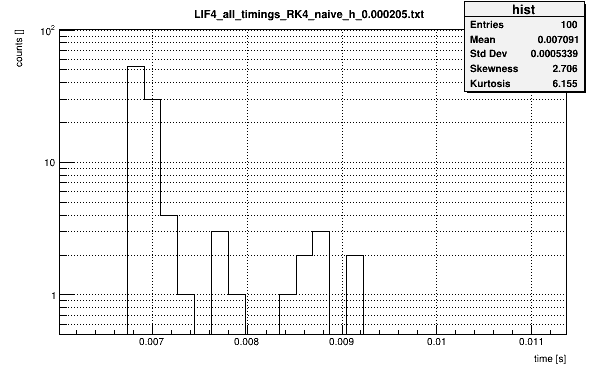 LIF4_all_timings_RK4_naive_h_0.000205.txt
hist
Entries 100
Mean 0.007091
Std Dev 0.0005339
Skewness 2.706
Kurtosis 6.155
counts []
10²
10
1
0.007 0.008 0.009 0.01 0.011
time [s]